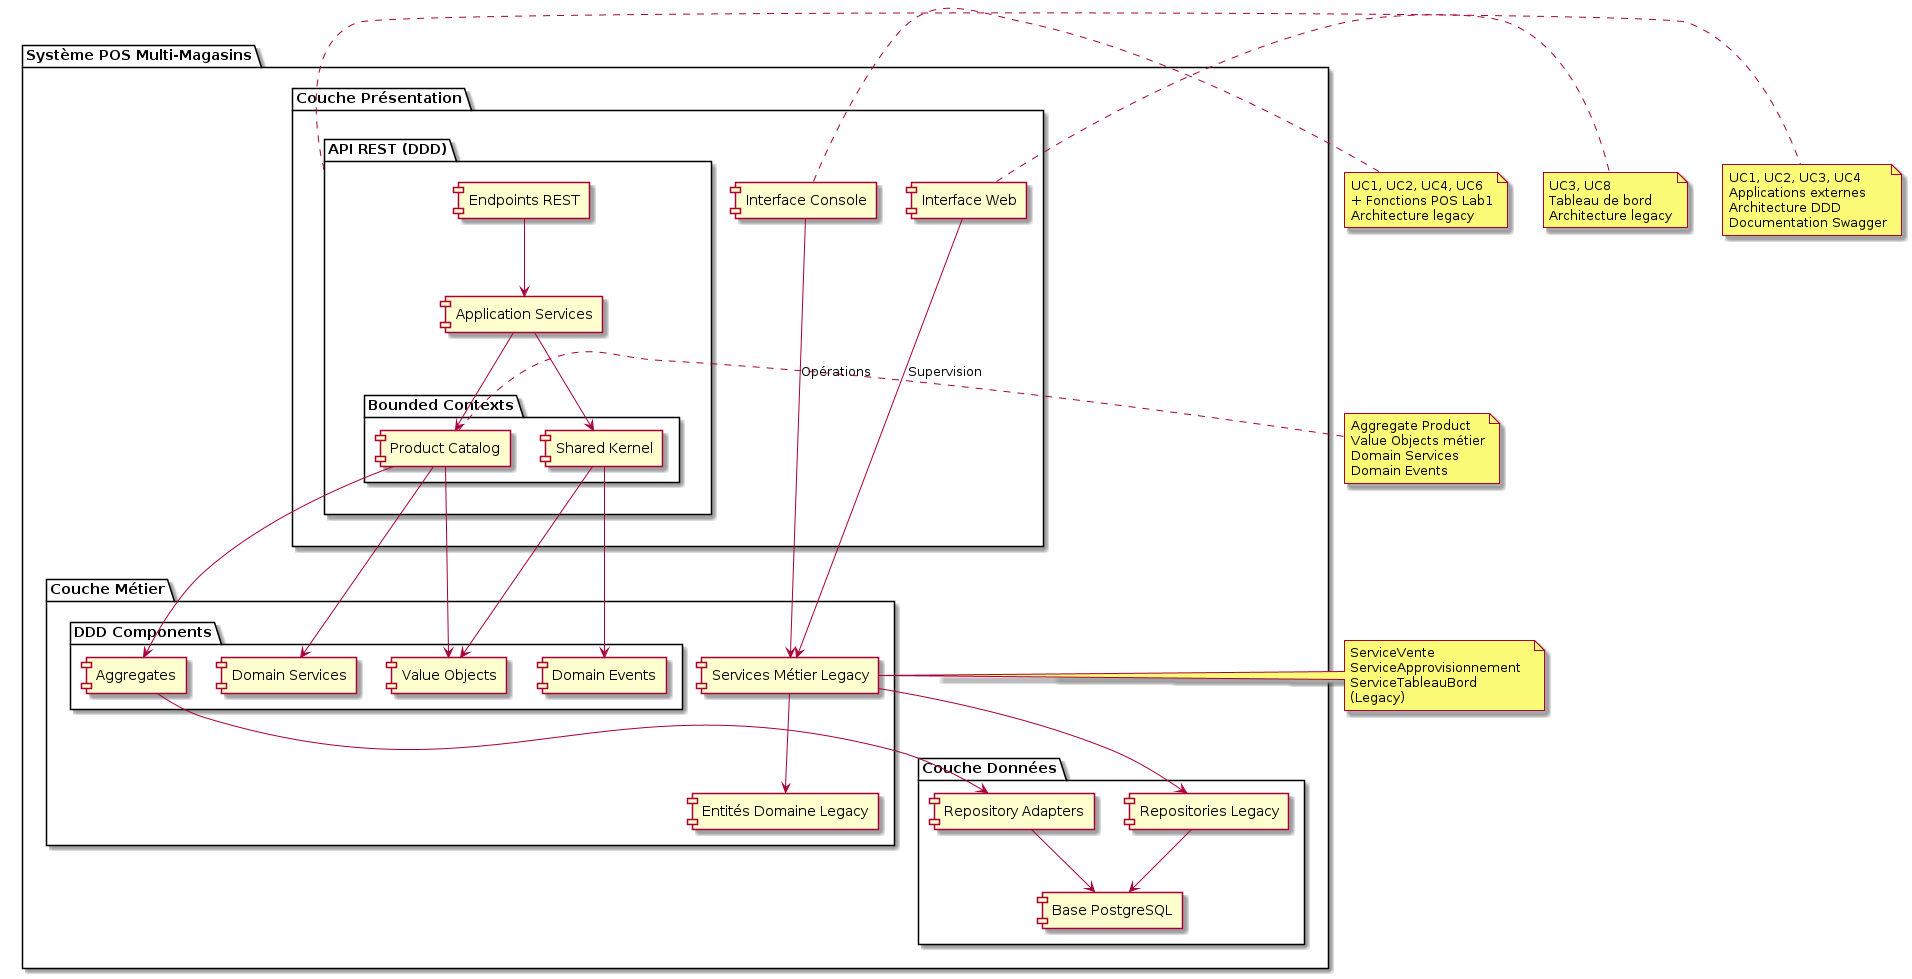 Système POS Multi-Magasins
Couche Présentation
API REST (DDD)
Endpoints REST
Interface Console
Interface Web
UC1, UC2, UC4, UC6
+ Fonctions POS Lab1
Architecture legacy
UC3, UC8
Tableau de bord
Architecture legacy
UC1, UC2, UC3, UC4
Applications externes
Architecture DDD
Documentation Swagger
Application Services
Opérations
Supervision
Bounded Contexts
Product Catalog
Shared Kernel
Aggregate Product
Value Objects métier
Domain Services
Domain Events
Couche Métier
DDD Components
Aggregates
Domain Services
Value Objects
Domain Events
Services Métier Legacy
ServiceVente
ServiceApprovisionnement
ServiceTableauBord
(Legacy)
Couche Données
Entités Domaine Legacy
Repository Adapters
Repositories Legacy
Base PostgreSQL